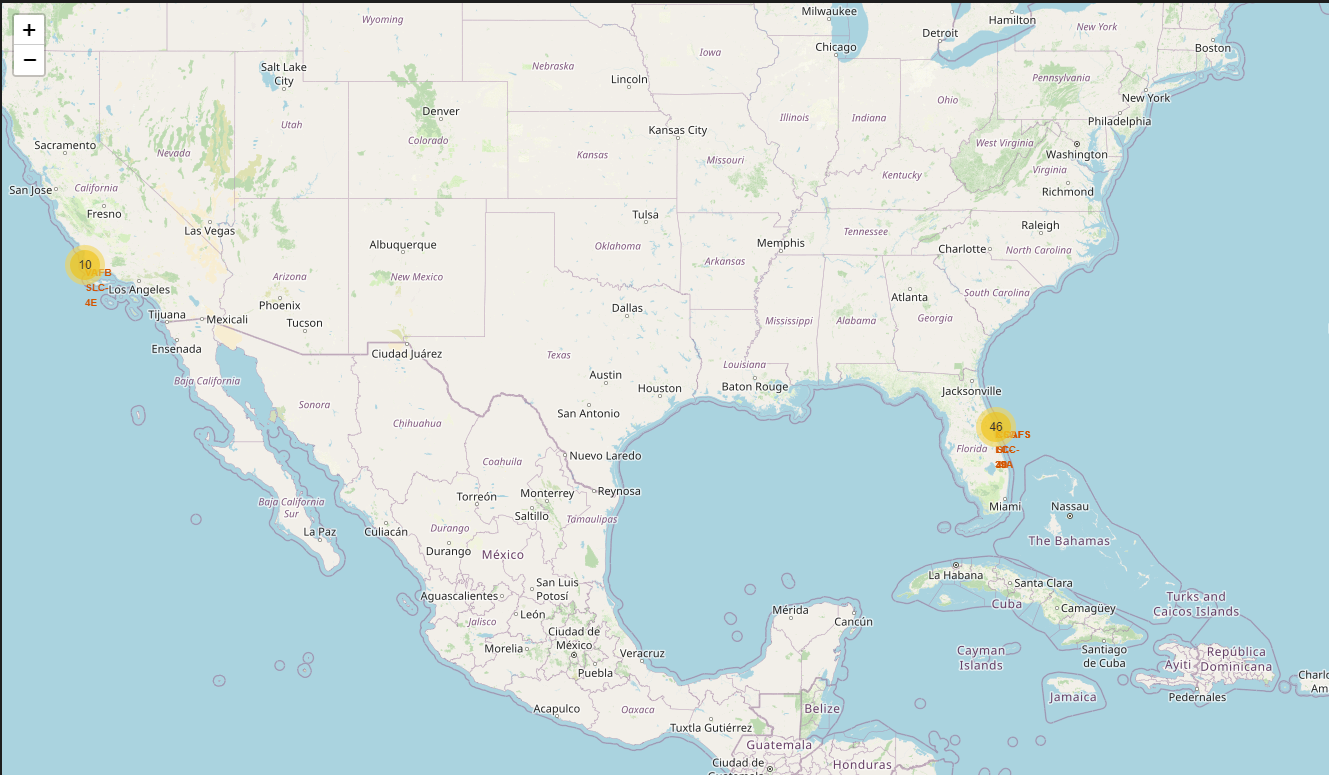 +
−
Wyoming
Milwaukee
Hamilton
New York
Detroit
Chicago
Boston
Iowa
Salt Lake
City
Nebraska
Lincoln
Pennsylvania
New York
Ohio
Denver
Utah
Colorado
Illinois
Indiana
Philadelphia
Kansas City
Sacramento
Nevada
Kansas
Missouri
West Virginia
Washington
Virginia
Kentucky
San Jose
California
Richmond
Fresno
Las Vegas
Tulsa
Raleigh
Tennessee
Albuquerque
Oklahoma
Memphis
Charlotte
North Carolina
Arkansas
10
Arizona
New Mexico
SLC-
4E
Los Angeles
South Carolina
Phoenix
Atlanta
Tijuana
Mexicali
Tucson
Dallas
Mississippi
Alabama
Georgia
Ensenada
Ciudad Juárez
Texas
Louisiana
Baja California
Austin
Houston
Baton Rouge
Jacksonville
Sonora
Chihuahua
San Antonio
46
Florida
Nuevo Laredo
Coahuila
Reynosa
Torreón
Monterrey
Baja California
Sur
Saltillo
Tamaulipas
Miami
Nassau
La Paz
Culiacán
Durango
The Bahamas
Durango
México
La Habana
Santa Clara
San Luis
Potosí
Aguascalientes
Cuba
Camagüey
Turks and
Caicos Islands
León
Mérida
Cancún
Jalisco
Ciudad de
México
Morelia
Veracruz
Cayman
Islands
Santiago
de Cuba
Ayiti
República
Dominicana
Puebla
Jamaica
Pedernales
Acapulco
Oaxaca
Belize
Tuxtla Gutiérrez
Guatemala
Ciudad de
Honduras